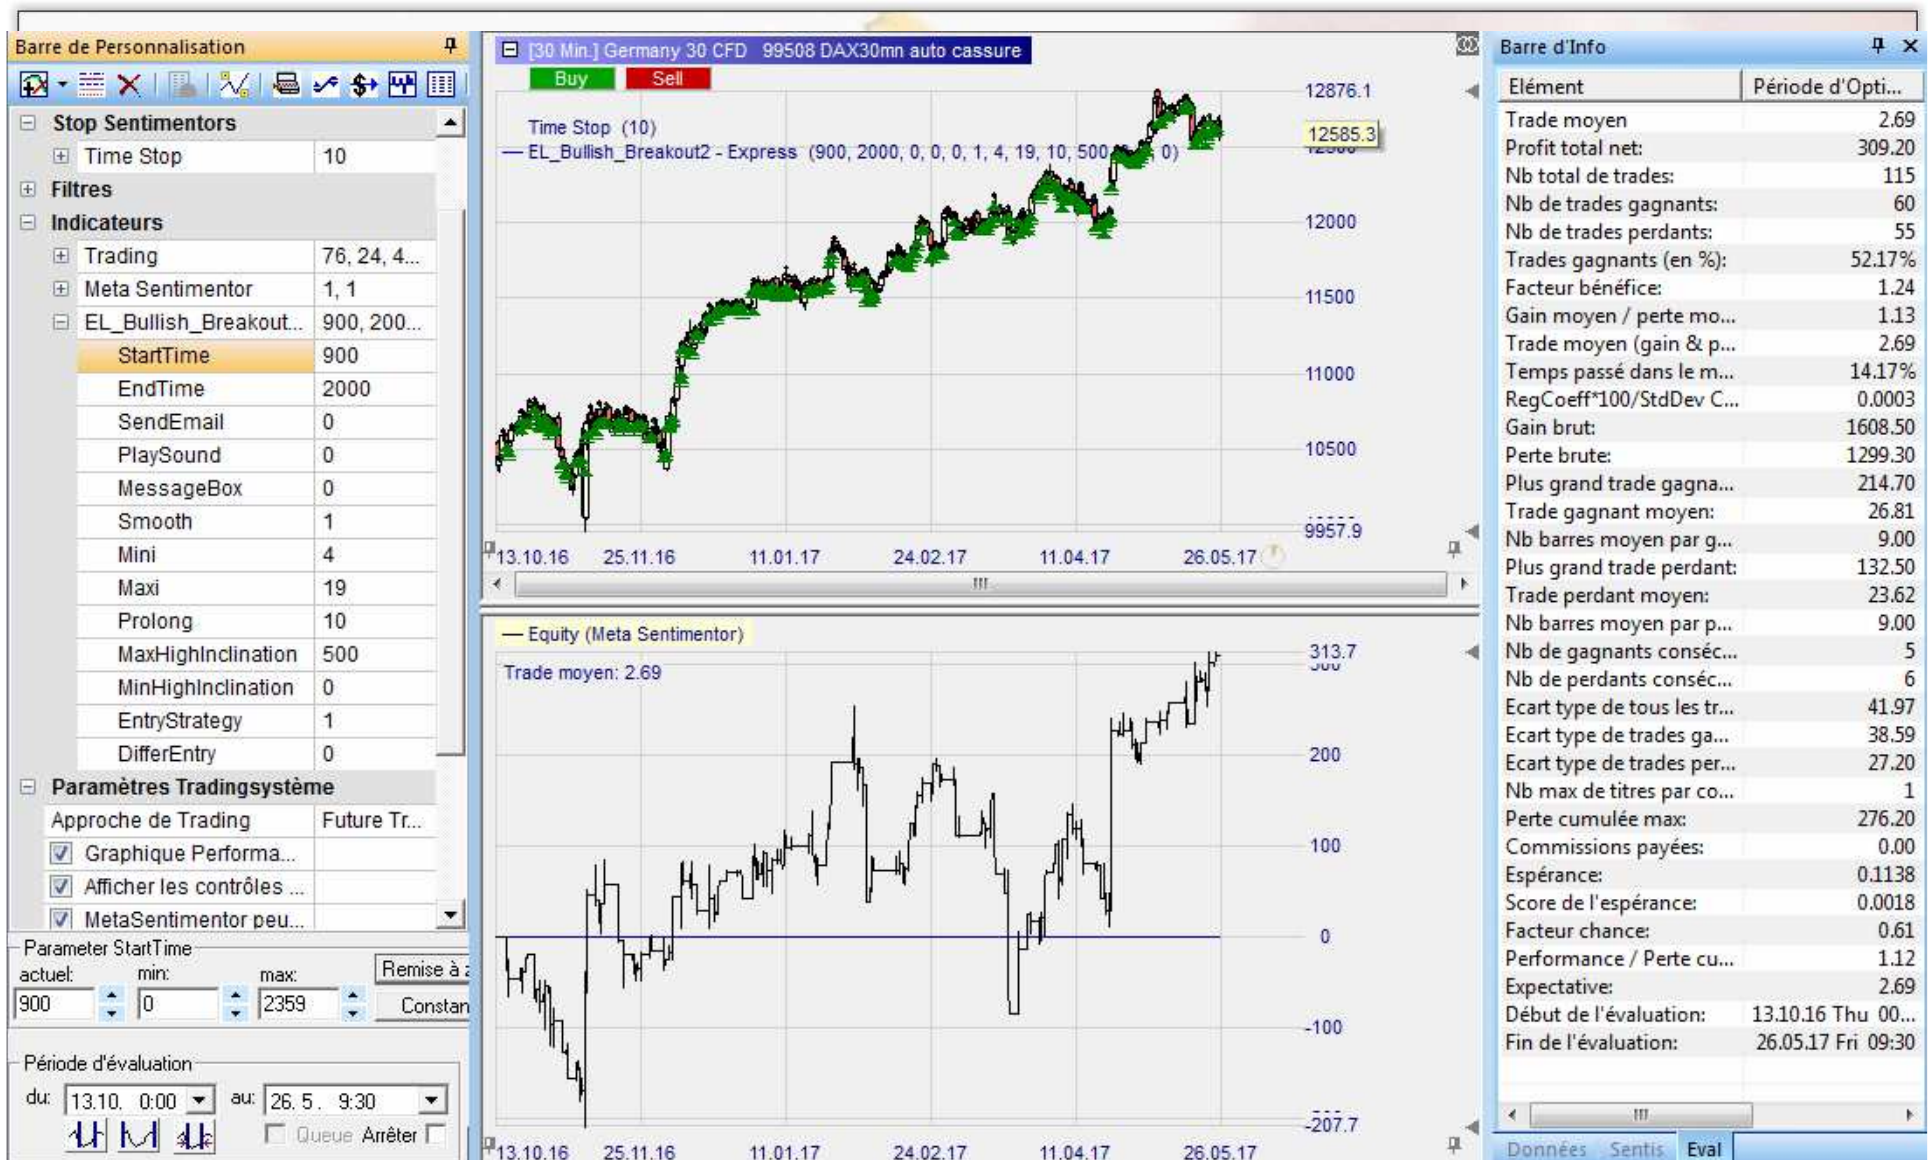 Barre de Personnalisation
Stop Sentimentors
Time Stop 10
Filtres
Indicateurs
Trading 76, 24, 4...
Meta Sentimentor 1, 1
EL_Bullish_Breakout... 900, 200...
StartTime 900
EndTime 2000
SendEmail 0
PlaySound 0
MessageBox 0
Smooth 1
Mini 4
Maxi 19
Prolong 10
MaxHighInclination 500
MinHighInclination 0
EntryStrategy 1
DifferEntry 0
Paramètres Tradingsystème
Approche de Trading Future Tr...
Graphique Performa...
Afficher les contrôles ...
MetaSentimentor peu...
Parameter StartTime
actuel: min: max: Remise à z
900 0 2359 Constan
Période d'évaluation
du: 13.10. 0:00 au: 26. 5. 9:30
Queue Arrêter
[30 Min.] Germany 30 CFD 99508 DAX30mn auto cassure
Buy Sell
Time Stop (10)
EL_Bullish_Breakout2 - Express (900, 2000, 0, 0, 0, 1, 4, 19, 10, 500, 0)
12876.1
12585.3
12500
12000
11500
11000
10500
9957.9
13.10.16 25.11.16 11.01.17 24.02.17 11.04.17 26.05.17
Equity (Meta Sentimentor)
Trade moyen: 2.69
313.7
300
200
100
0
-100
-207.7
13.10.16 25.11.16 11.01.17 24.02.17 11.04.17 26.05.17
Barre d'Info
Elément Période d'Opti...
Trade moyen 2.69
Profit total net: 309.20
Nb total de trades: 115
Nb de trades gagnants: 60
Nb de trades perdants: 55
Trades gagnants (en %): 52.17%
Facteur bénéfice: 1.24
Gain moyen / perte mo... 1.13
Trade moyen (gain & p... 2.69
Temps passé dans le m... 14.17%
RegCoeff*100/StdDev C... 0.0003
Gain brut: 1608.50
Perte brute: 1299.30
Plus grand trade gagna... 214.70
Trade gagnant moyen: 26.81
Nb barres moyen par g... 9.00
Plus grand trade perdant: 132.50
Trade perdant moyen: 23.62
Nb barres moyen par p... 9.00
Nb de gagnants conséc... 5
Nb de perdants conséc... 6
Ecart type de tous les tr... 41.97
Ecart type de trades ga... 38.59
Ecart type de trades per... 27.20
Nb max de titres par co... 1
Perte cumulée max: 276.20
Commissions payées: 0.00
Espérance: 0.1138
Score de l'espérance: 0.0018
Facteur chance: 0.61
Performance / Perte cu... 1.12
Expectative: 2.69
Début de l'évaluation: 13.10.16 Thu 00...
Fin de l'évaluation: 26.05.17 Fri 09:30
Données Sentis Eval